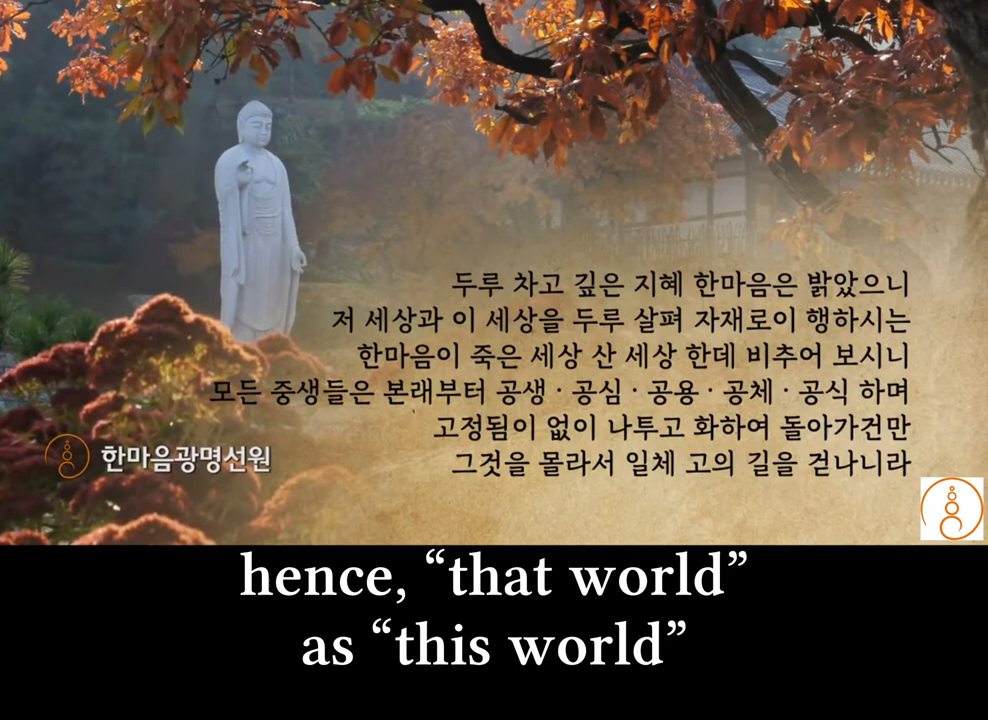 두루 차고 깊은 지혜 한마음은 밝았으니
저 세상과 이 세상을 두루 살펴 자재로이 행하시는
한마음이 죽은 세상 산 세상 한데 비추어 보시니
모든 중생들은 본래부터 공생 · 공심 · 공용 · 공체 · 공식 하며
고정됨이 없이 나투고 화하여 돌아가건만
그것을 몰라서 일체 고의 길을 걷나니라
한마음광명선원
hence, “that world”
as “this world”